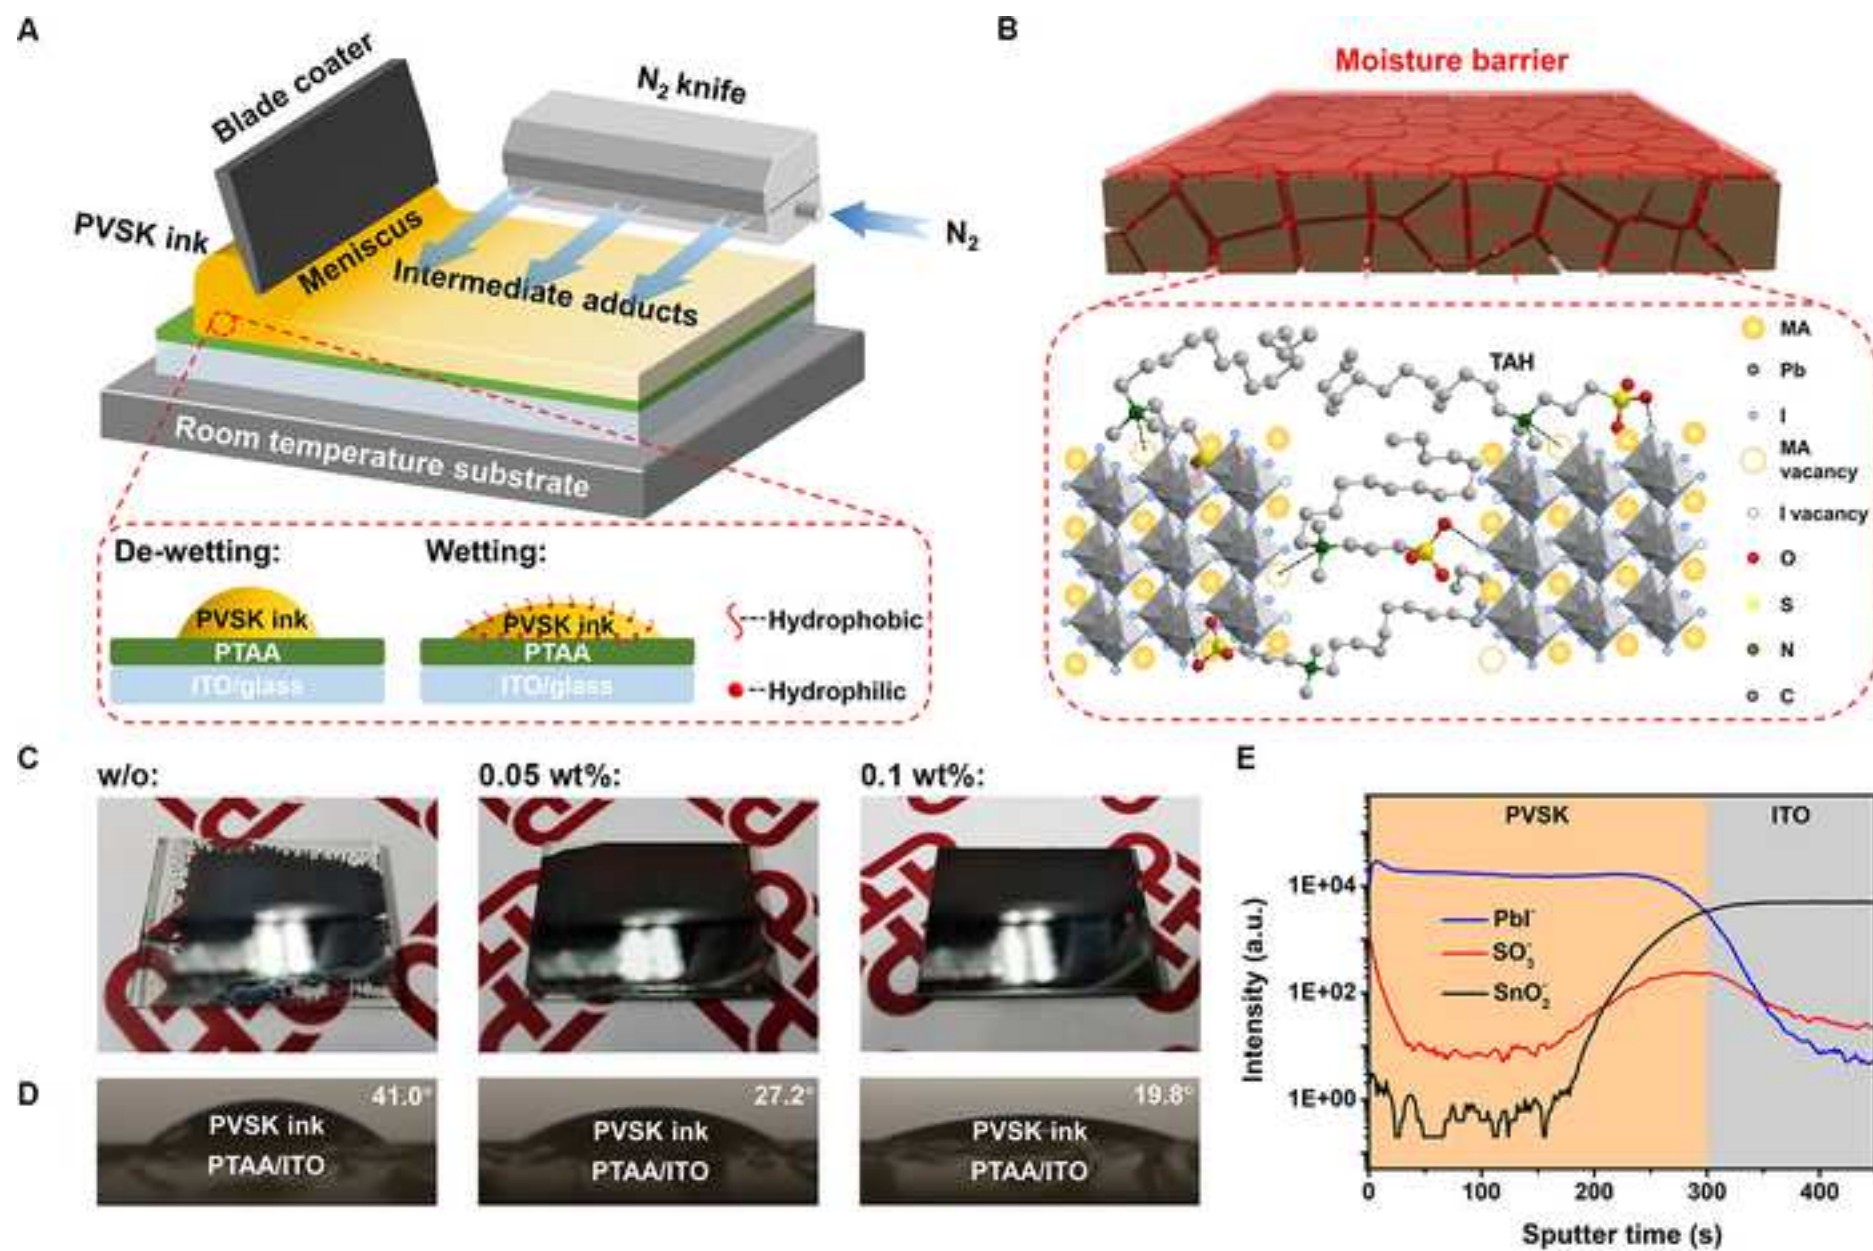 A
Blade coater
N₂ knife
PVSK ink
Meniscus
N₂
Intermediate adducts
Room temperature substrate
De-wetting:
Wetting:
PVSK ink
PTAA
ITO/glass
PVSK ink
PTAA
ITO/glass
---Hydrophobic
--Hydrophilic
B
Moisture barrier
TAH
MA
Pb
I
MA
vacancy
I vacancy
O
S
N
C
C
w/o:
0.05 wt%:
0.1 wt%:
D
41.0°
PVSK ink
PTAA/ITO
27.2°
PVSK ink
PTAA/ITO
19.8°
PVSK ink
PTAA/ITO
E
PVSK
ITO
PbI⁻
SO₃⁻
SnO₂⁻
Intensity (a.u.)
1E+04
1E+02
1E+00
0
100
200
300
400
Sputter time (s)